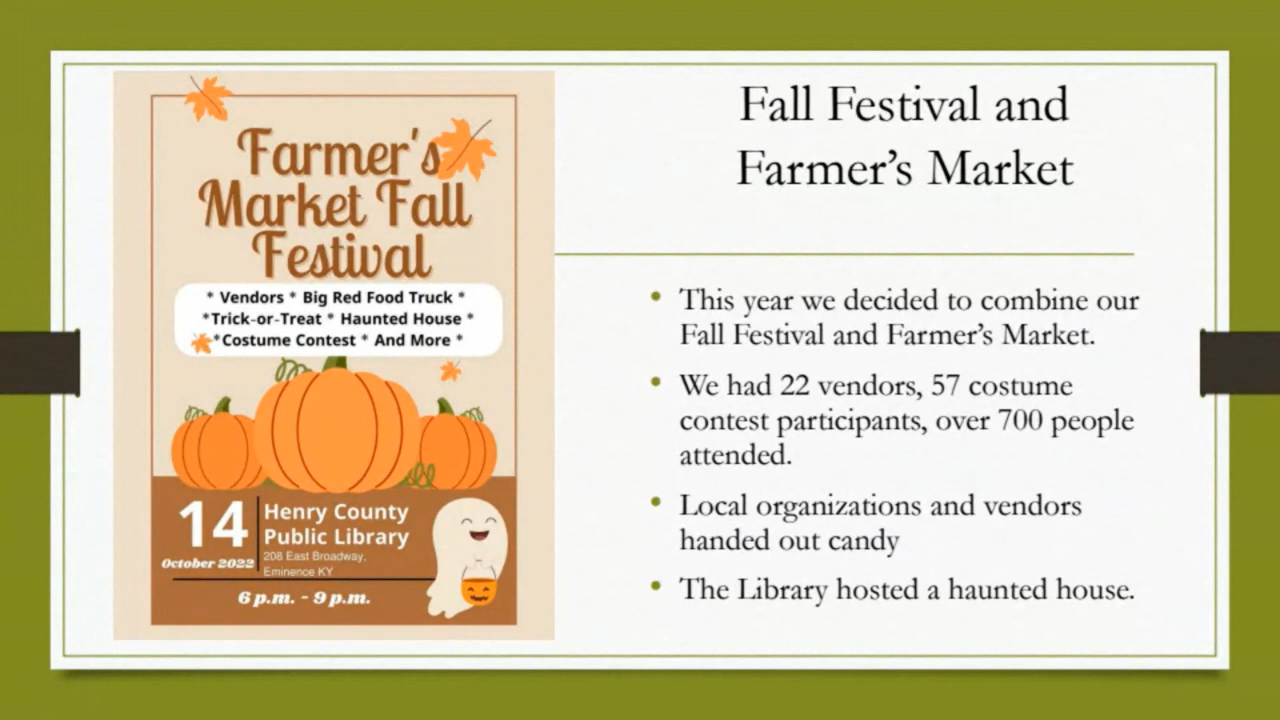 Farmer's
Market Fall
Festival
* Vendors * Big Red Food Truck *
*Trick-or-Treat * Haunted House *
*Costume Contest * And More *
14
October 2022
Henry County
Public Library
208 East Broadway,
Eminence KY
6 p.m. - 9 p.m.
Fall Festival and
Farmer’s Market
• This year we decided to combine our
Fall Festival and Farmer’s Market.
• We had 22 vendors, 57 costume
contest participants, over 700 people
attended.
• Local organizations and vendors
handed out candy
• The Library hosted a haunted house.